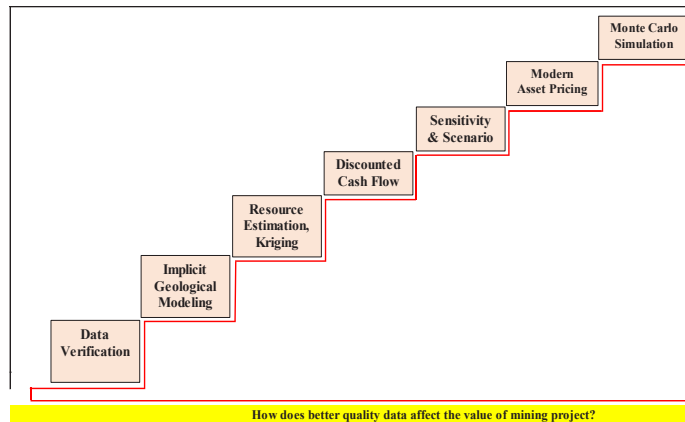 Monte Carlo
Simulation
Modern
Asset Pricing
Sensitivity
& Scenario
Discounted
Cash Flow
Resource
Estimation,
Kriging
Implicit
Geological
Modeling
Data
Verification
How does better quality data affect the value of mining project?